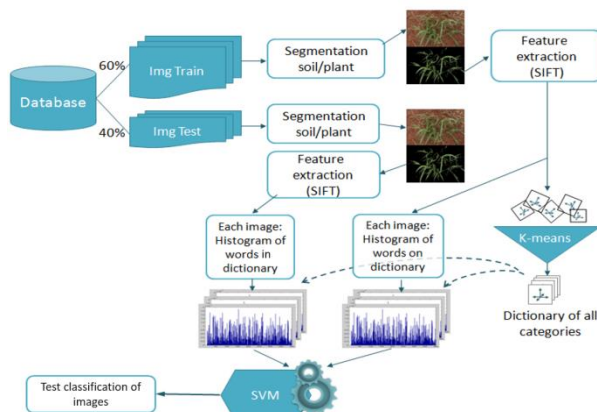 Database
60%
40%
Img Train
Segmentation
soil/plant
Feature
extraction
(SIFT)
Img Test
Segmentation
soil/plant
Feature
extraction
(SIFT)
Each image:
Histogram of
words in
dictionary
Each image:
Histogram of
words on
dictionary
K-means
Dictionary of all
categories
SVM
Test classification of
images